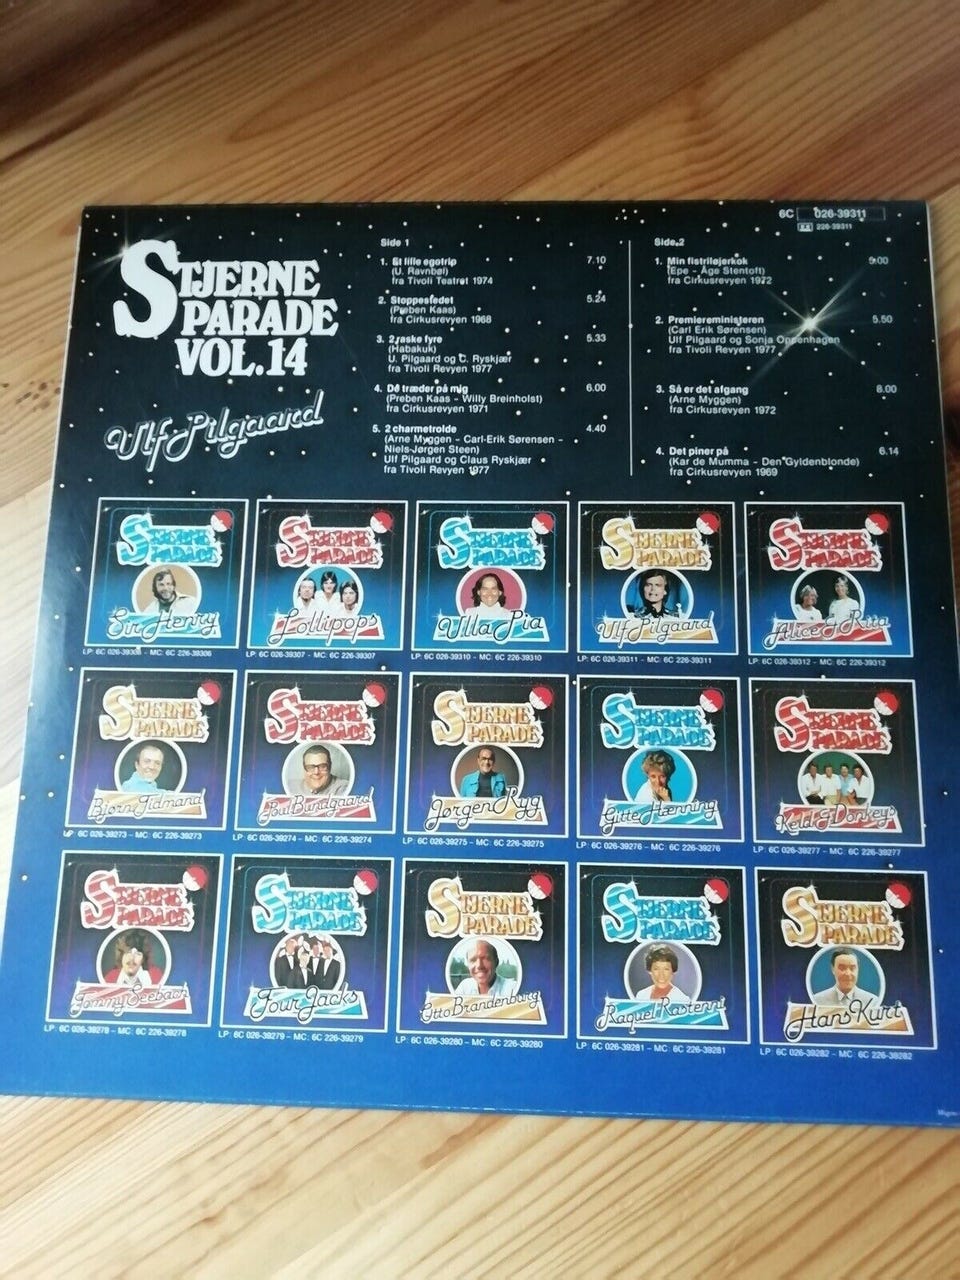 6C 026-39311
226-39311
STJERNE
PARADE
VOL.14
Ulf Pilgaard
Side 1
1. Et lille egotrip 7.10
(U. Ravnbøl)
fra Tivoli Teatret 1974
2. Stoppestedet 5.24
(Preben Kaas)
fra Cirkusrevyen 1968
3. 2 raske fyre 5.33
(Habakuk)
U. Pilgaard og C. Ryskjær
fra Tivoli Revyen 1977
4. De træder på mig 6.00
(Preben Kaas - Willy Breinholst)
fra Cirkusrevyen 1971
5. 2 charmetrolde 4.40
(Arne Myggen - Carl-Erik Sørensen -
Niels-Jørgen Steen)
Ulf Pilgaard og Claus Ryskjær
fra Tivoli Revyen 1977
Side 2
1. Min fistriløjerkok 9.00
(Epe - Åge Stentoft)
fra Cirkusrevyen 1972
2. Premiereministeren 5.50
(Carl Erik Sørensen)
Ulf Pilgaard og Sonja Oppenhagen
fra Tivoli Revyen 1977
3. Så er det afgang 8.00
(Arne Myggen)
fra Cirkusrevyen 1972
4. Det piner på 6.14
(Kar de Mumma - Den Gyldenblonde)
fra Cirkusrevyen 1969
STJERNE PARADE Sir Henry
STJERNE PARADE Lollipops
STJERNE PARADE Ulla Pia
STJERNE PARADE Ulf Pilgaard
STJERNE PARADE Alice & Rita
LP: 6C 026-39306 - MC: 6C 226-39306
LP: 6C 026-39307 - MC: 6C 226-39307
LP: 6C 026-39310 - MC: 6C 226-39310
LP: 6C 026-39311 - MC: 6C 226-39311
LP: 6C 026-39312 - MC: 6C 226-39312
STJERNE PARADE Bjørn Tidmand
STJERNE PARADE Bundgaard
STJERNE PARADE Jørgen Ryg
STJERNE PARADE Gitte Hænning
STJERNE PARADE Keld & Donkeys
LP: 6C 026-39273 - MC: 6C 226-39273
LP: 6C 026-39274 - MC: 6C 226-39274
LP: 6C 026-39275 - MC: 6C 226-39275
LP: 6C 026-39276 - MC: 6C 226-39276
LP: 6C 026-39277 - MC: 6C 226-39277
STJERNE PARADE Tommy Seebach
STJERNE PARADE Four Jacks
STJERNE PARADE Otto Brandenburg
STJERNE PARADE Raquel Rastenni
STJERNE PARADE Hans Kurt
LP: 6C 026-39278 - MC: 6C 226-39278
LP: 6C 026-39279 - MC: 6C 226-39279
LP: 6C 026-39280 - MC: 6C 226-39280
LP: 6C 026-39281 - MC: 6C 226-39281
LP: 6C 026-39282 - MC: 6C 226-39282